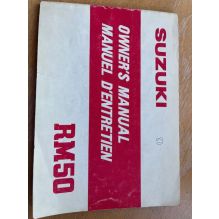 SUZUKI
OWNER'S MANUAL
MANUEL D'ENTRETIEN
RM50